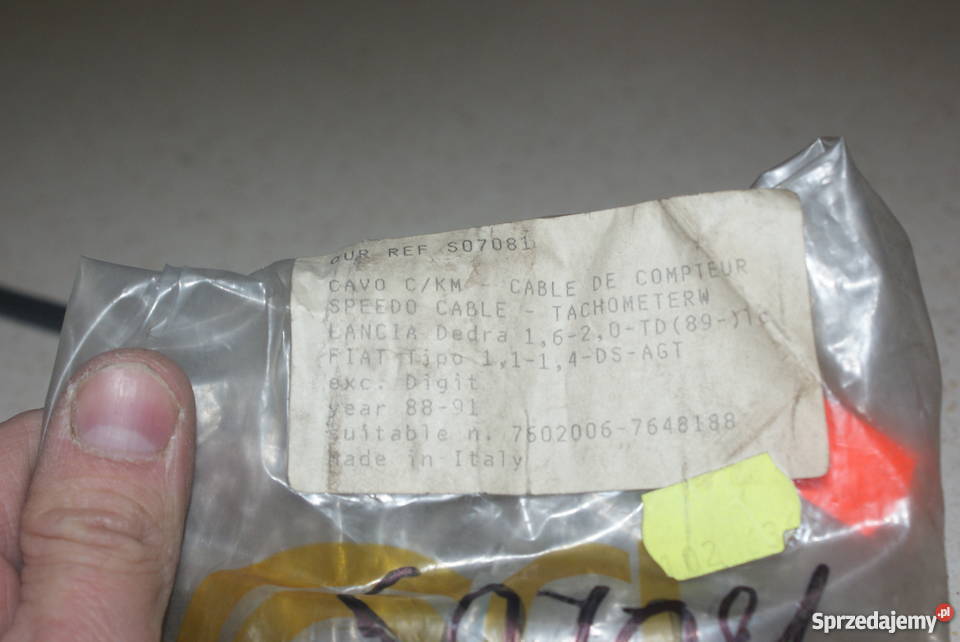 OUR REF S07081
CAVO C/KM - CABLE DE COMPTEUR
SPEEDO CABLE - TACHOMETERW
LANCIA Dedra 1,6-2,0-TD(89-)Tc
FIAT Tipo 1,1-1,4-DS-AGT
exc. Digit
year 88-91
Suitable n. 7602006-7648188
Made in Italy
S07081
Sprzedajemy.pl